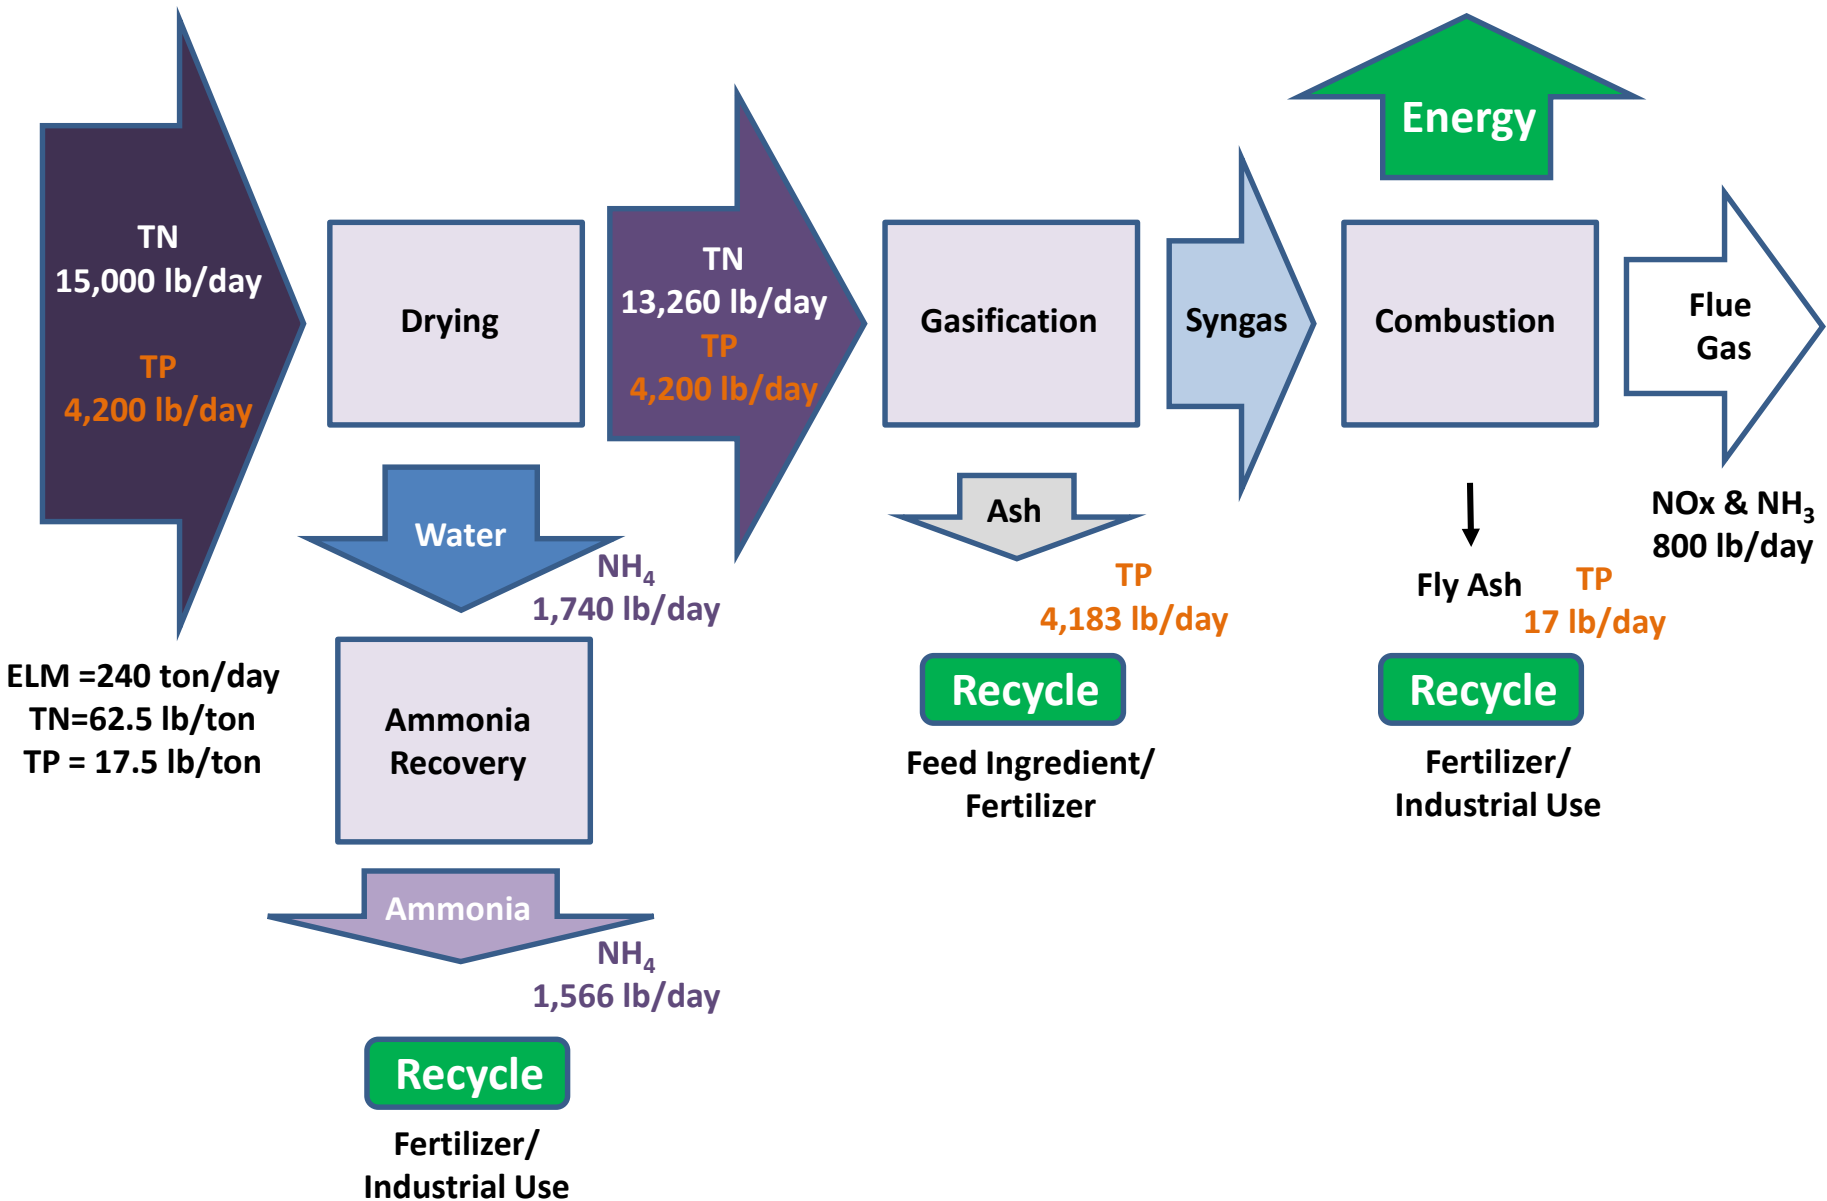 TN
15,000 lb/day
TP
4,200 lb/day
ELM =240 ton/day
TN=62.5 lb/ton
TP = 17.5 lb/ton
Drying
Water
NH₄
1,740 lb/day
Ammonia
Recovery
Ammonia
NH₄
1,566 lb/day
Recycle
Fertilizer/
Industrial Use
TN
13,260 lb/day
TP
4,200 lb/day
Gasification
Ash
TP
4,183 lb/day
Recycle
Feed Ingredient/
Fertilizer
Syngas
Energy
Combustion
Fly Ash
TP
17 lb/day
Recycle
Fertilizer/
Industrial Use
Flue
Gas
NOx & NH₃
800 lb/day